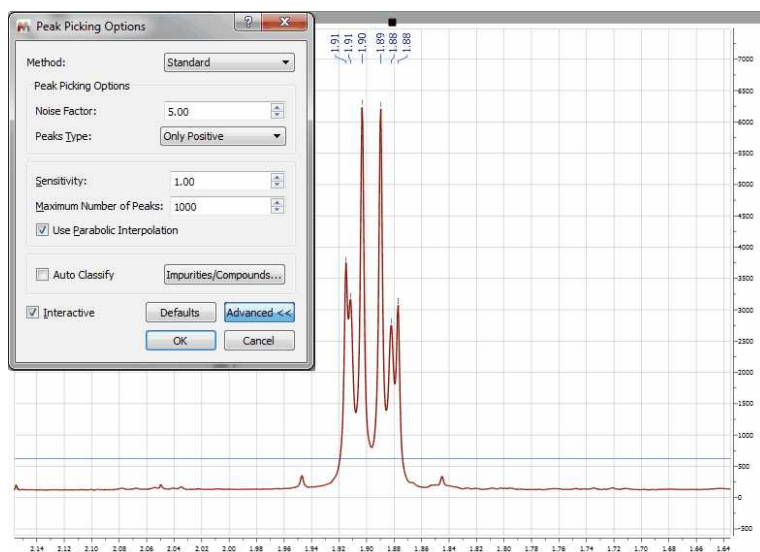 Peak Picking Options
Method: Standard
Peak Picking Options
Noise Factor: 5.00
Peaks Type: Only Positive
Sensitivity: 1.00
Maximum Number of Peaks: 1000
Use Parabolic Interpolation
Auto Classify Impurities/Compounds...
Interactive Defaults Advanced <<
OK Cancel
1.91 1.91 1.90 1.89 1.88 1.88
7000
6500
6000
5500
5000
4500
4000
3500
3000
2500
2000
1500
1000
500
0
-500
2.14 2.12 2.10 2.08 2.06 2.04 2.02 2.00 1.98 1.96 1.94 1.92 1.90 1.88 1.86 1.84 1.82 1.80 1.78 1.76 1.74 1.72 1.70 1.68 1.66 1.64